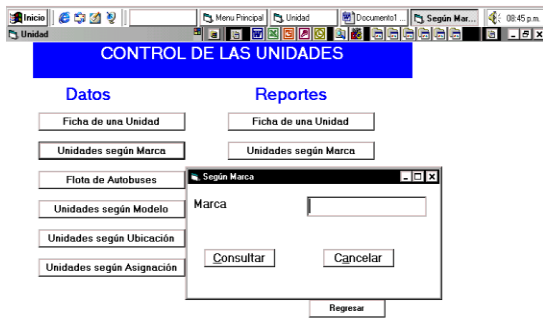 Inicio
Menu Principal
Unidad
Documento1 ...
Según Mar...
08:45 p.m.
Unidad
CONTROL DE LAS UNIDADES
Datos
Reportes
Ficha de una Unidad
Ficha de una Unidad
Unidades según Marca
Unidades según Marca
Flota de Autobuses
Según Marca
Unidades según Modelo
Marca
Unidades según Ubicación
Unidades según Asignación
Consultar
Cancelar
Regresar